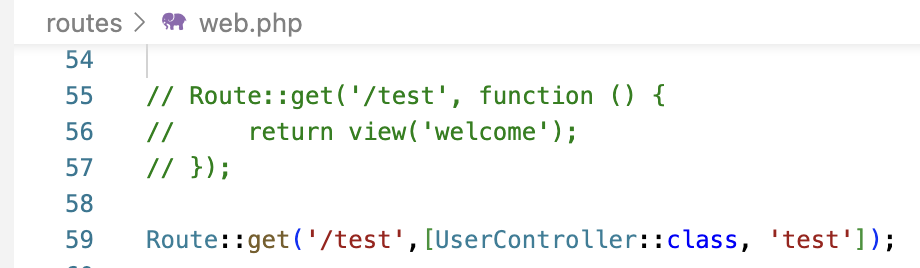 routes > web.php
54
55 // Route::get('/test', function () {
56 //     return view('welcome');
57 // });
58
59 Route::get('/test',[UserController::class, 'test']);